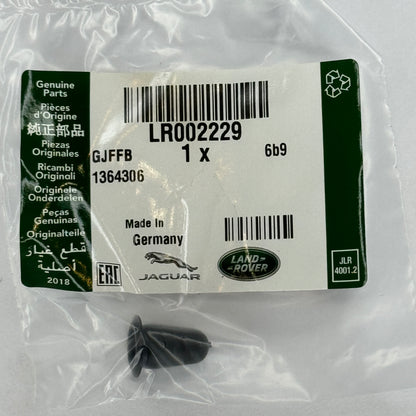 Genuine
Parts
Pièces
d'Origine
純正部品
Piezas
Originales
Ricambi
Originali
Originele
Onderdelen
Peças
Genuinas
Originalteile
قطع غيار
أصلية
2018
LR002229
GJFFB
1 x
6b9
1364306
Made In
Germany
EAC
JAGUAR
LAND-
ROVER
JLR
4001.2